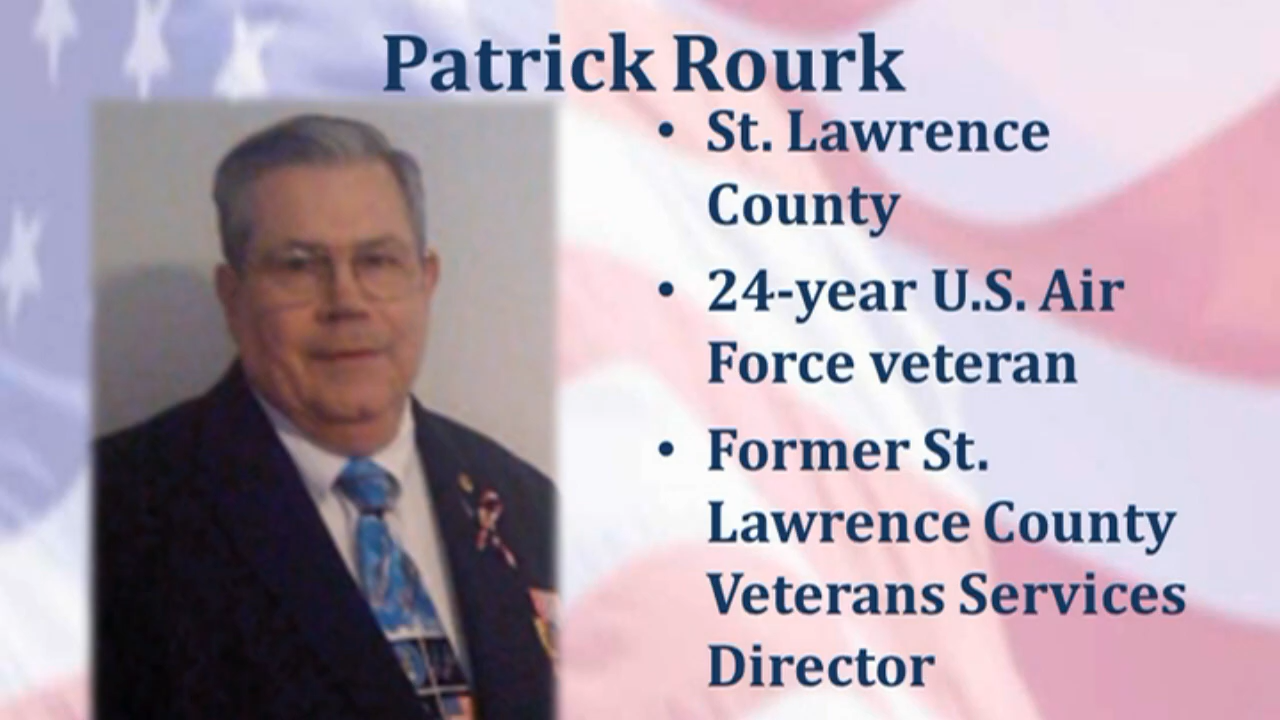 Patrick Rourk
• St. Lawrence
County
• 24-year U.S. Air
Force veteran
• Former St.
Lawrence County
Veterans Services
Director